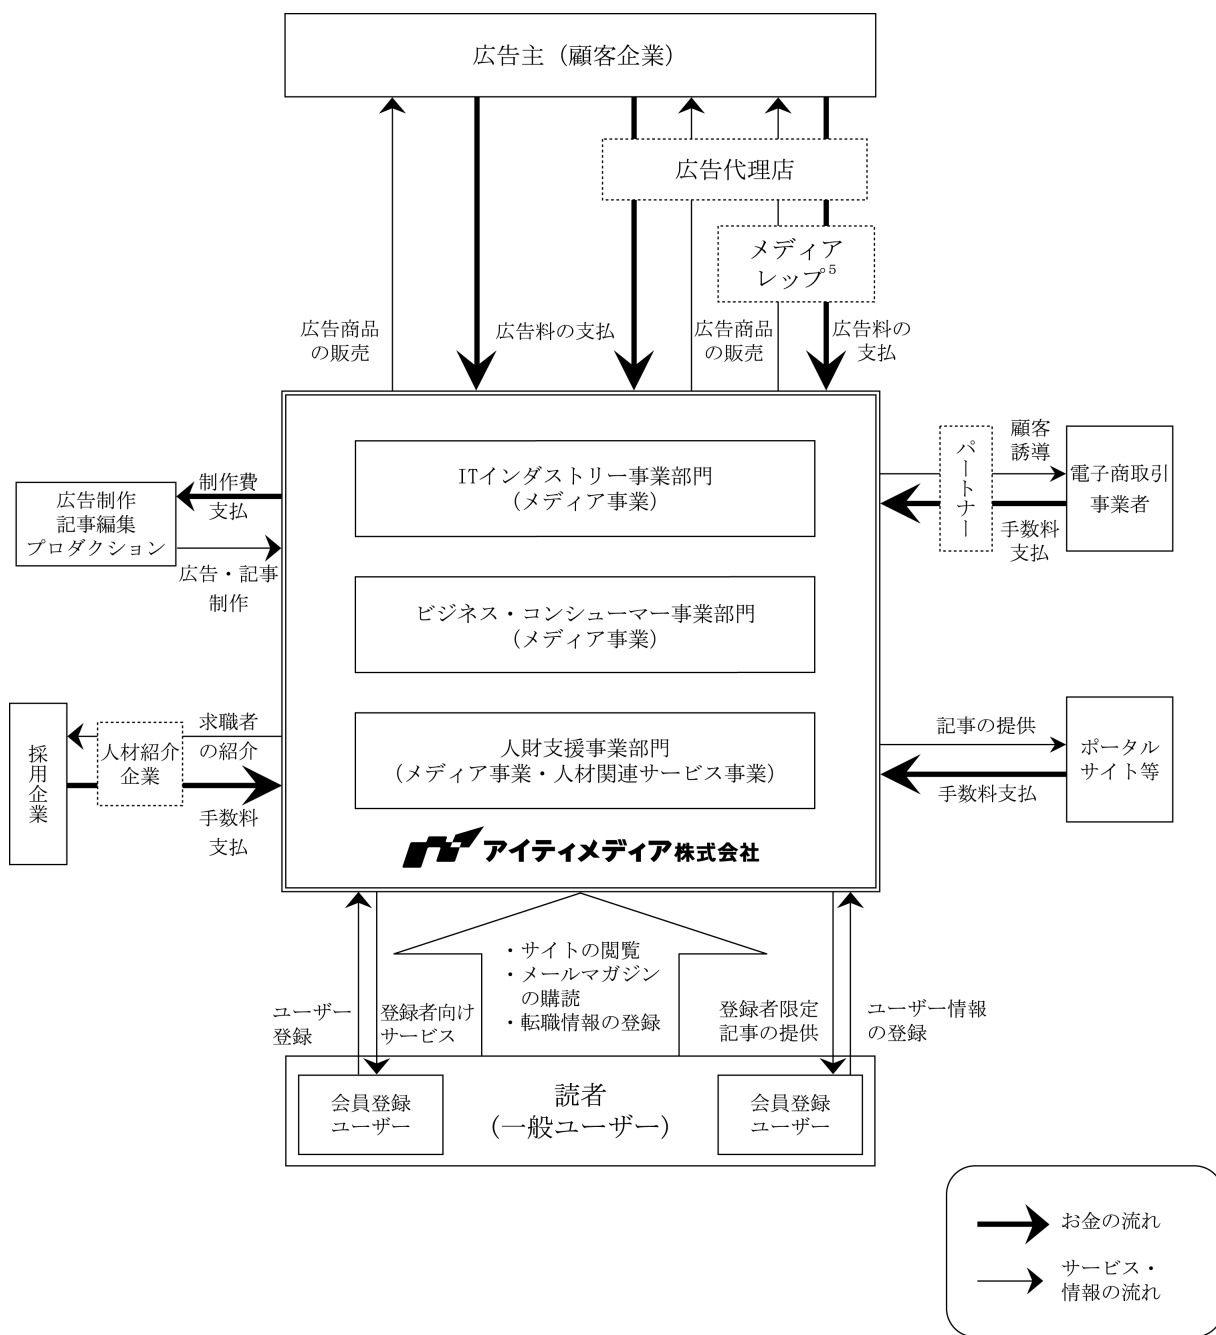 広告主（顧客企業）
広告代理店
メディア
レップ5
広告商品
の販売
広告料の支払
広告商品
の販売
広告料の
支払
ITインダストリー事業部門
（メディア事業）
ビジネス・コンシューマー事業部門
（メディア事業）
人財支援事業部門
（メディア事業・人材関連サービス事業）
アイティメディア株式会社
制作費
支払
広告制作
記事編集
プロダクション
広告・記事
制作
パートナー
顧客
誘導
電子商取引
事業者
手数料
支払
採用企業
人材紹介
企業
求職者
の紹介
手数料
支払
記事の提供
ポータル
サイト等
手数料支払
・サイトの閲覧
・メールマガジン
の購読
・転職情報の登録
ユーザー
登録
登録者向け
サービス
登録者限定
記事の提供
ユーザー情報
の登録
会員登録
ユーザー
読者
（一般ユーザー）
会員登録
ユーザー
お金の流れ
サービス・
情報の流れ